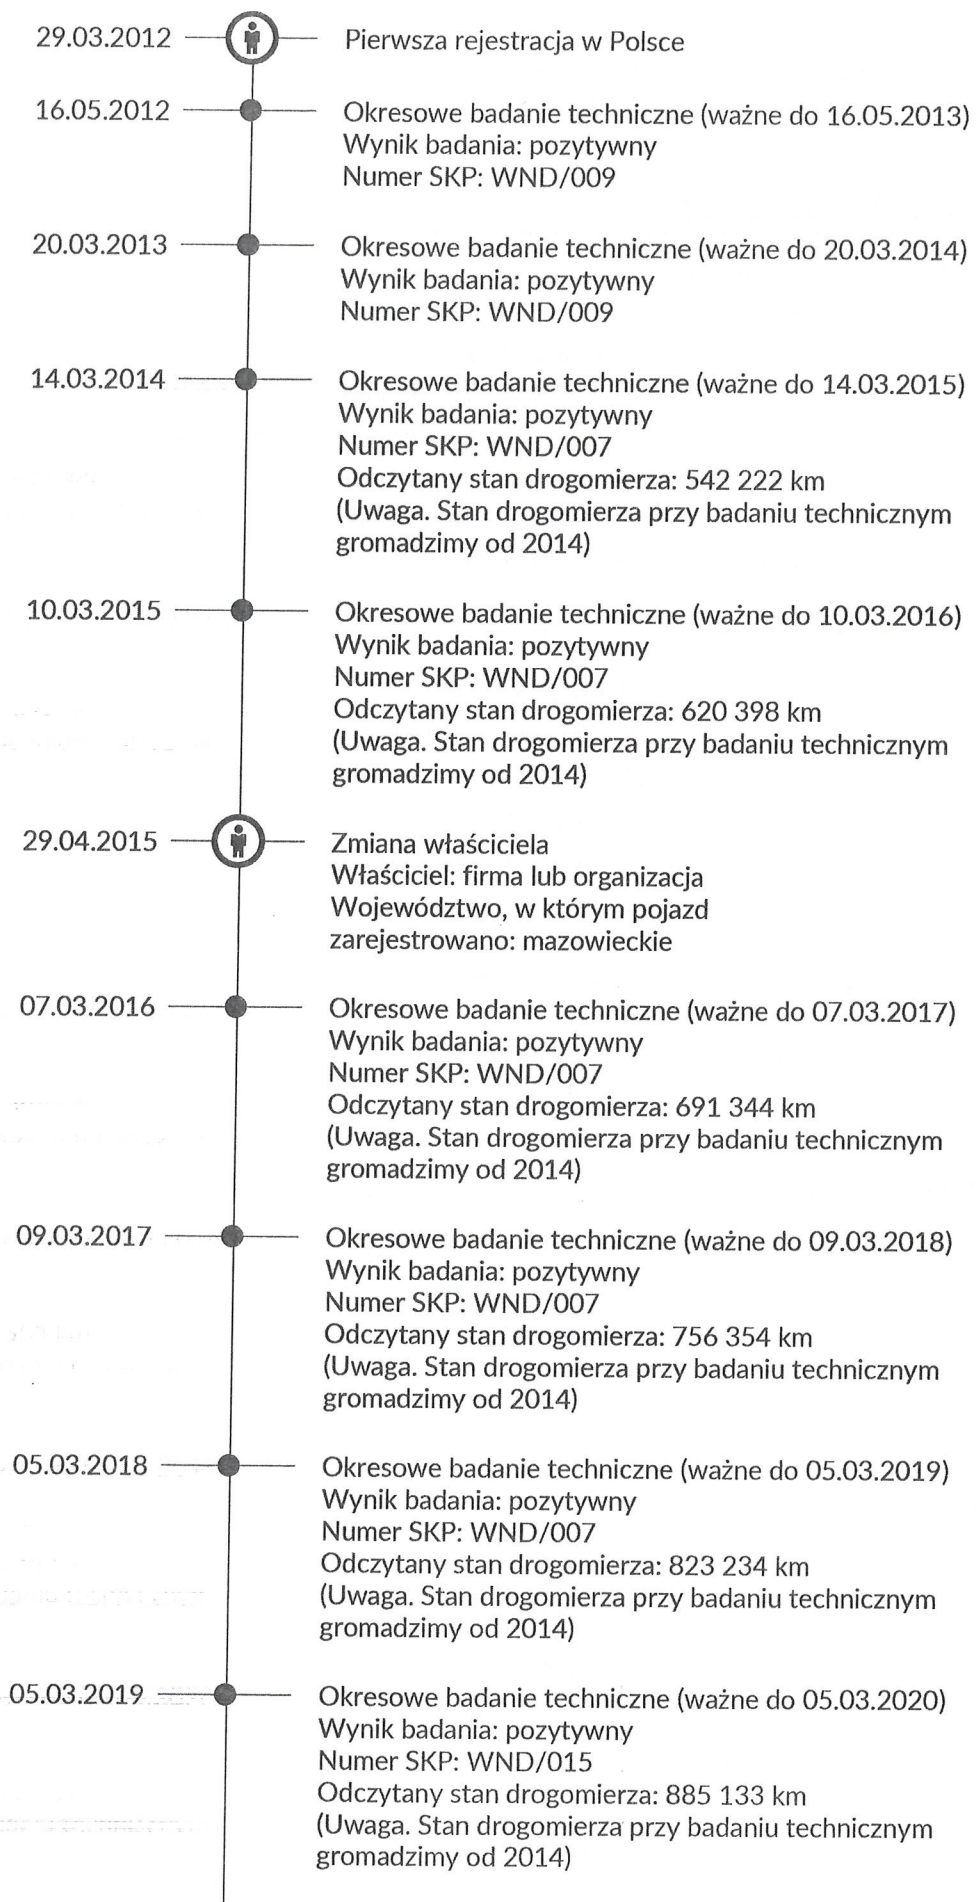 29.03.2012
Pierwsza rejestracja w Polsce
16.05.2012
Okresowe badanie techniczne (ważne do 16.05.2013)
Wynik badania: pozytywny
Numer SKP: WND/009
20.03.2013
Okresowe badanie techniczne (ważne do 20.03.2014)
Wynik badania: pozytywny
Numer SKP: WND/009
14.03.2014
Okresowe badanie techniczne (ważne do 14.03.2015)
Wynik badania: pozytywny
Numer SKP: WND/007
Odczytany stan drogomierza: 542 222 km
(Uwaga. Stan drogomierza przy badaniu technicznym
gromadzimy od 2014)
10.03.2015
Okresowe badanie techniczne (ważne do 10.03.2016)
Wynik badania: pozytywny
Numer SKP: WND/007
Odczytany stan drogomierza: 620 398 km
(Uwaga. Stan drogomierza przy badaniu technicznym
gromadzimy od 2014)
29.04.2015
Zmiana właściciela
Właściciel: firma lub organizacja
Województwo, w którym pojazd
zarejestrowano: mazowieckie
07.03.2016
Okresowe badanie techniczne (ważne do 07.03.2017)
Wynik badania: pozytywny
Numer SKP: WND/007
Odczytany stan drogomierza: 691 344 km
(Uwaga. Stan drogomierza przy badaniu technicznym
gromadzimy od 2014)
09.03.2017
Okresowe badanie techniczne (ważne do 09.03.2018)
Wynik badania: pozytywny
Numer SKP: WND/007
Odczytany stan drogomierza: 756 354 km
(Uwaga. Stan drogomierza przy badaniu technicznym
gromadzimy od 2014)
05.03.2018
Okresowe badanie techniczne (ważne do 05.03.2019)
Wynik badania: pozytywny
Numer SKP: WND/007
Odczytany stan drogomierza: 823 234 km
(Uwaga. Stan drogomierza przy badaniu technicznym
gromadzimy od 2014)
05.03.2019
Okresowe badanie techniczne (ważne do 05.03.2020)
Wynik badania: pozytywny
Numer SKP: WND/015
Odczytany stan drogomierza: 885 133 km
(Uwaga. Stan drogomierza przy badaniu technicznym
gromadzimy od 2014)